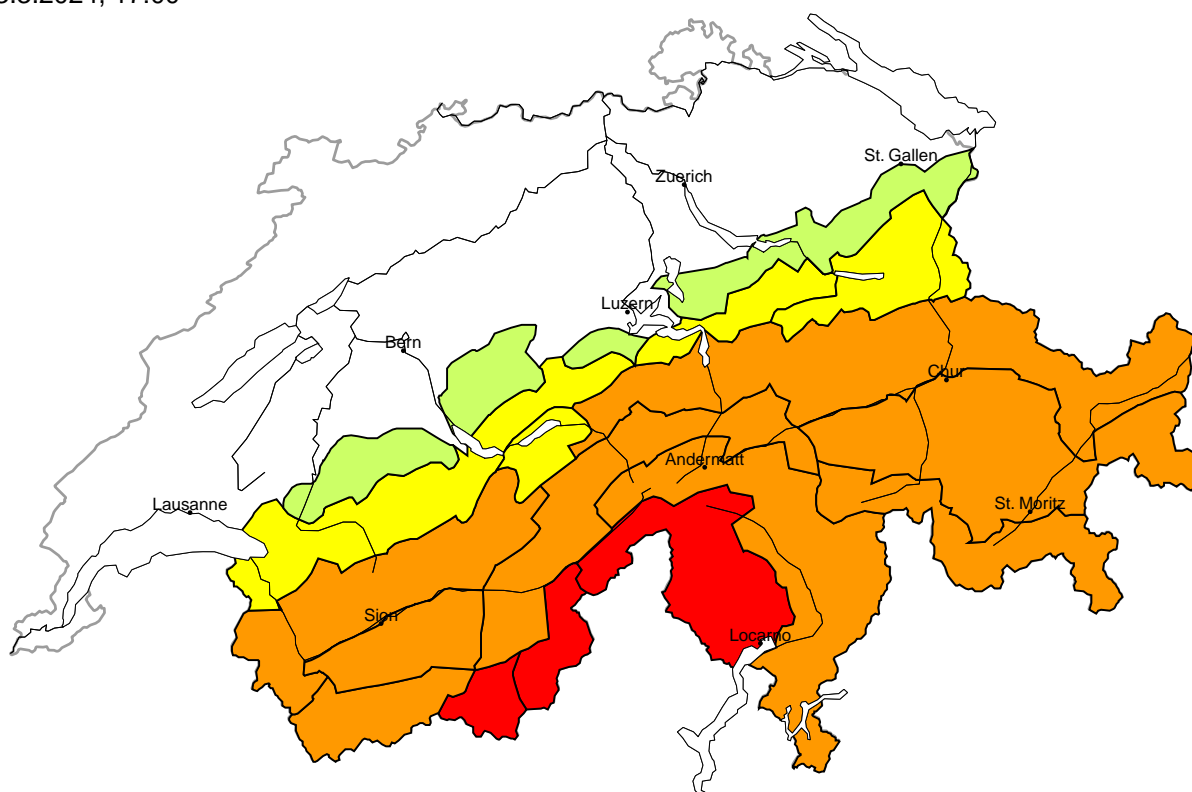 St. Gallen
Zuerich
Luzern
Bern
Chur
Andermatt
Lausanne
St. Moritz
Sion
Locarno